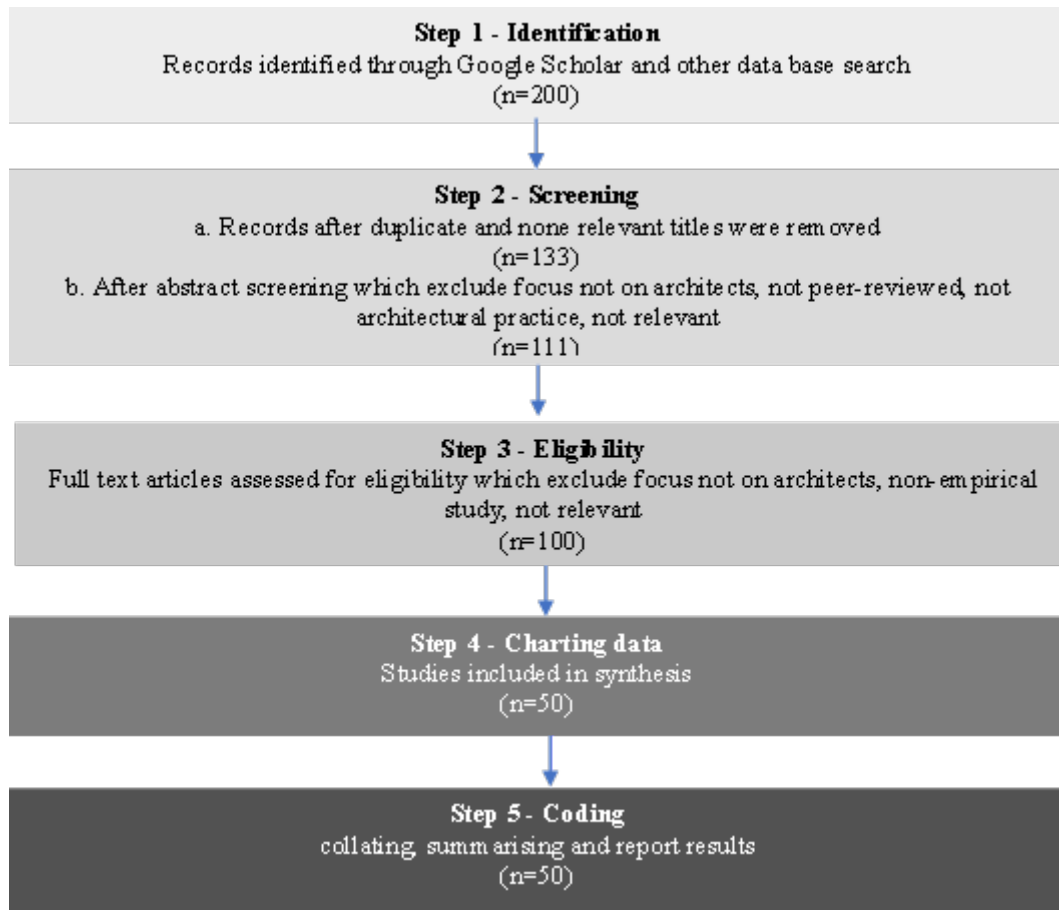 Step 1 - Identification
Records identified through Google Scholar and other data base search
(n=200)
Step 2 - Screening
a. Records after duplicate and none relevant titles were removed
(n=133)
b. After abstract screening which exclude focus not on architects, not peer-reviewed, not
architectural practice, not relevant
(n=111)
Step 3 - Eligibility
Full text articles assessed for eligibility which exclude focus not on architects, non-empirical
study, not relevant
(n=100)
Step 4 - Charting data
Studies included in synthesis
(n=50)
Step 5 - Coding
collating, summarising and report results
(n=50)